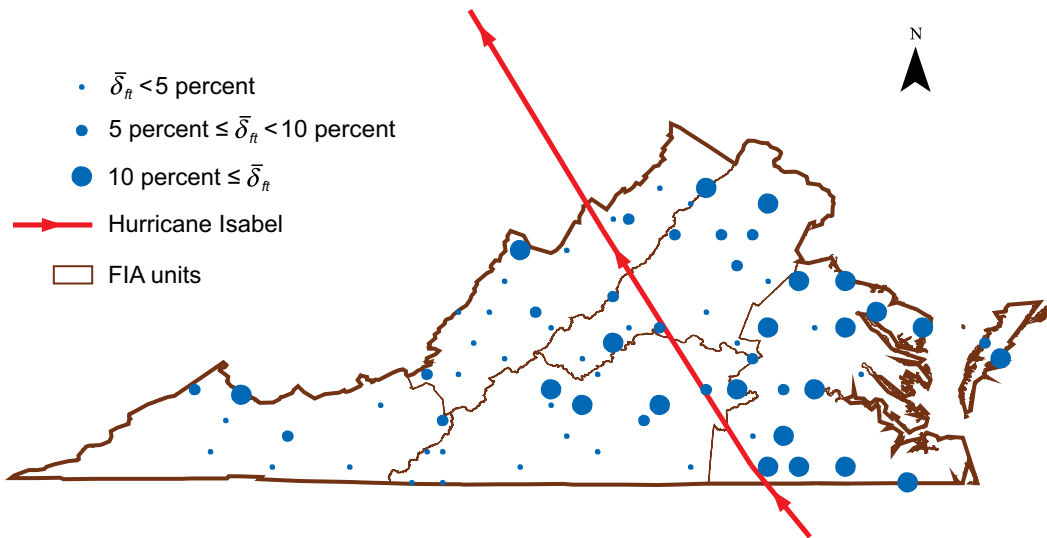 N
δ̄ft < 5 percent
5 percent ≤ δ̄ft < 10 percent
10 percent ≤ δ̄ft
Hurricane Isabel
FIA units